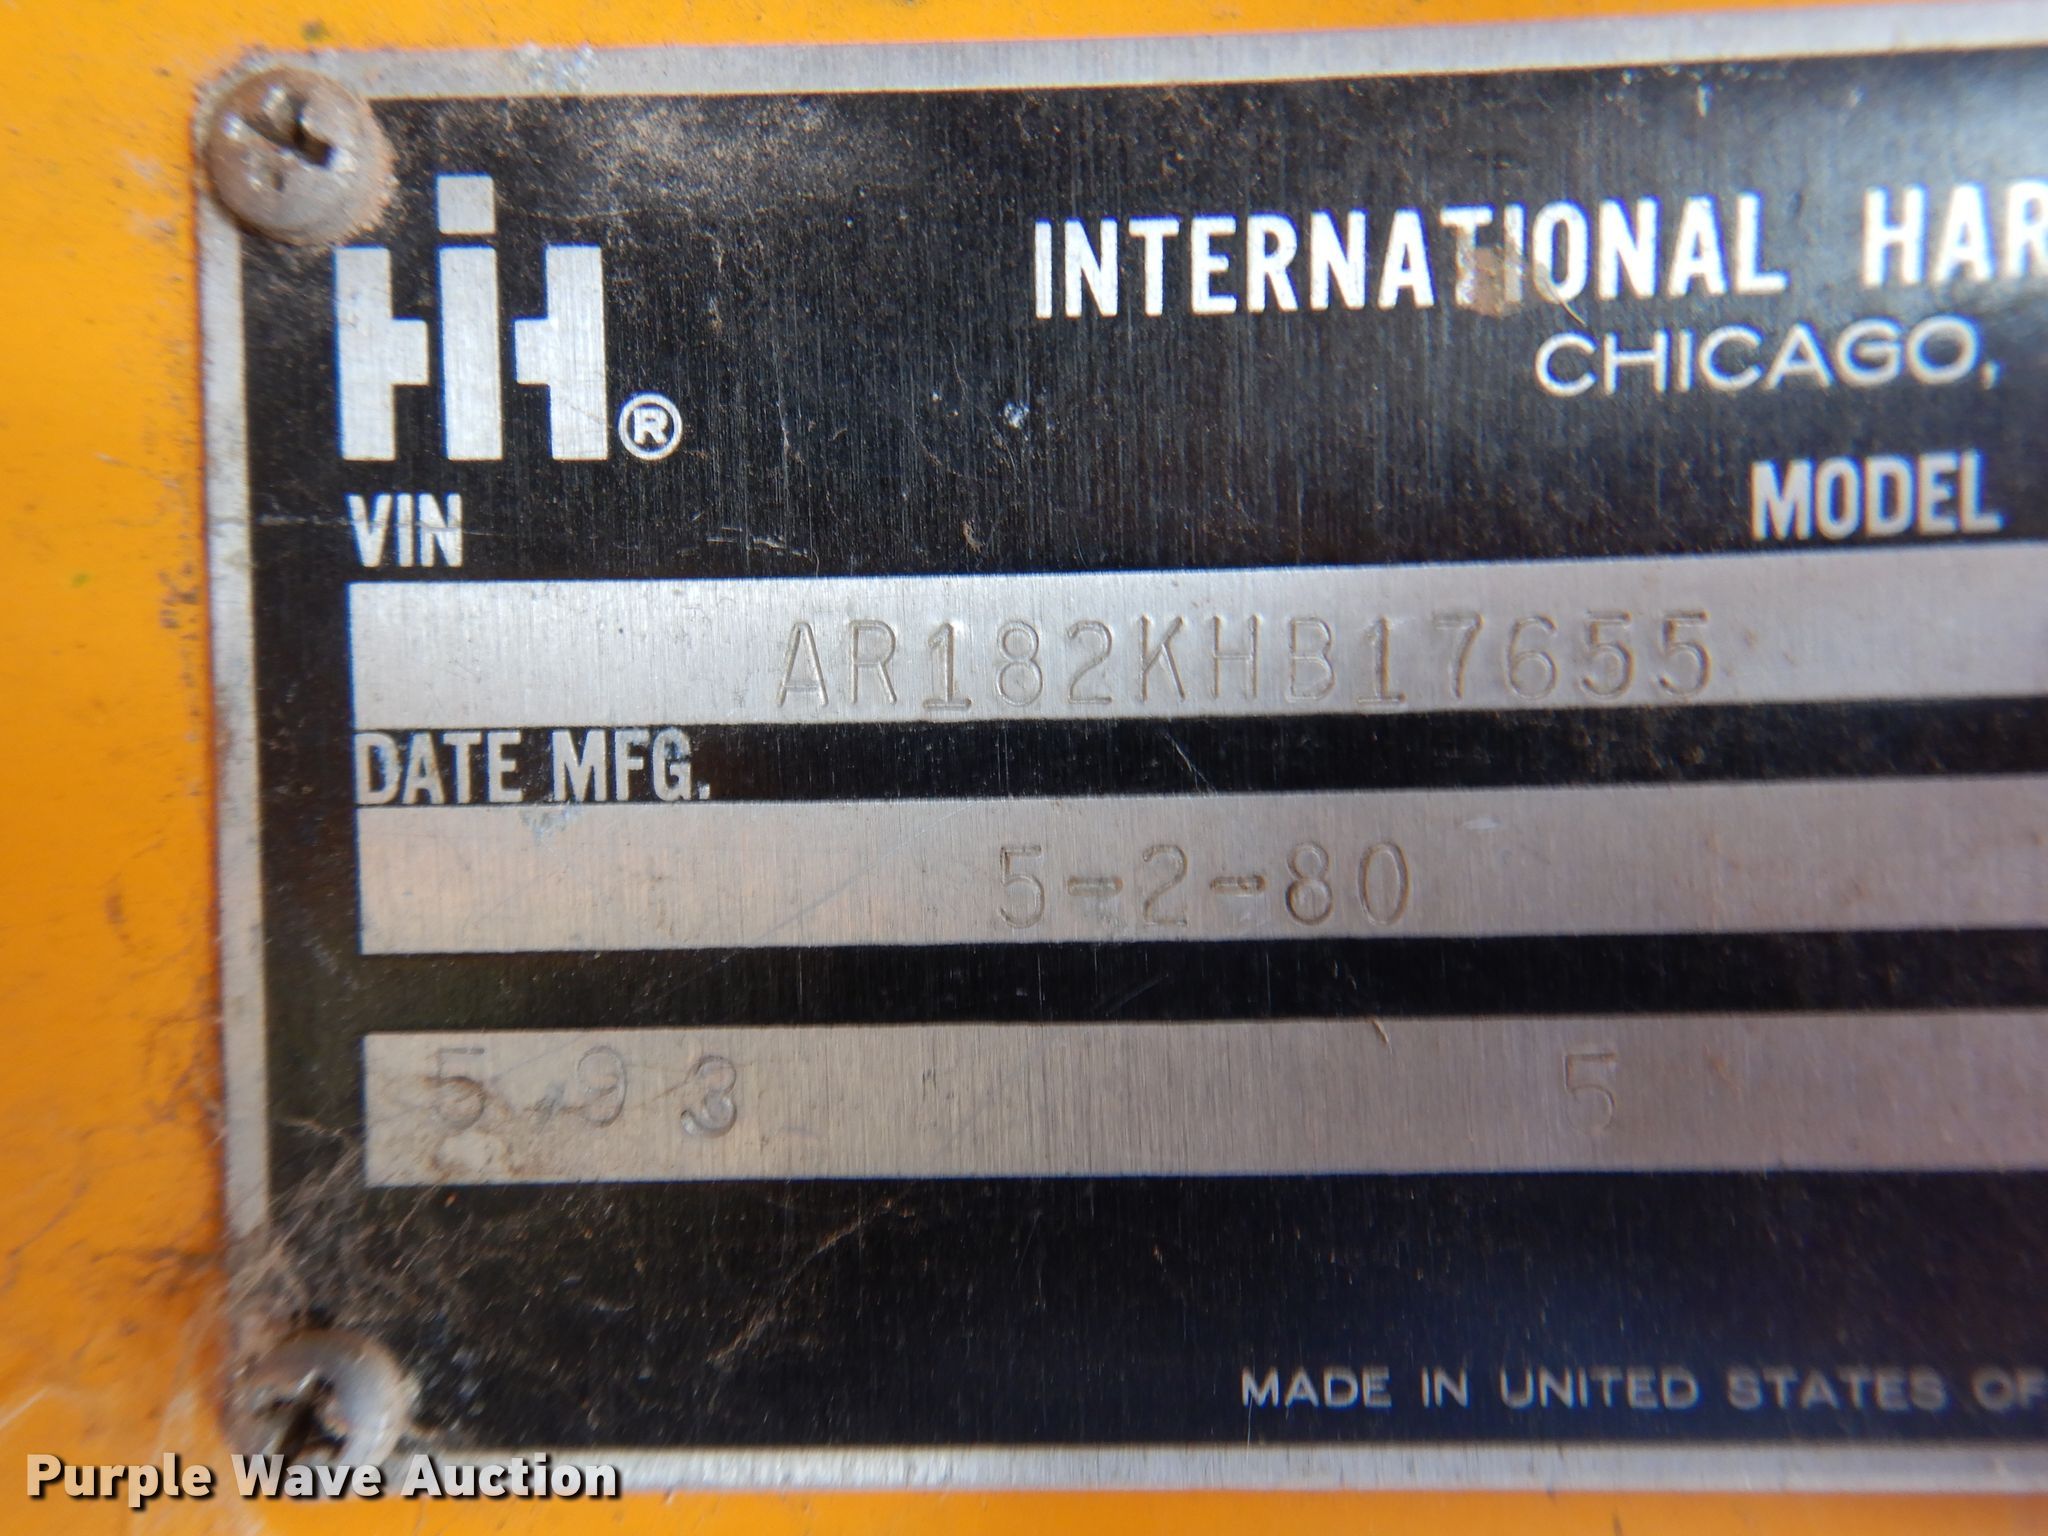 INTERNATIONAL HAR
CHICAGO,
IH®
VIN
MODEL
AR182KHB17655
DATE MFG.
5-2-80
5.93 5
MADE IN UNITED STATES OF
Purple Wave Auction